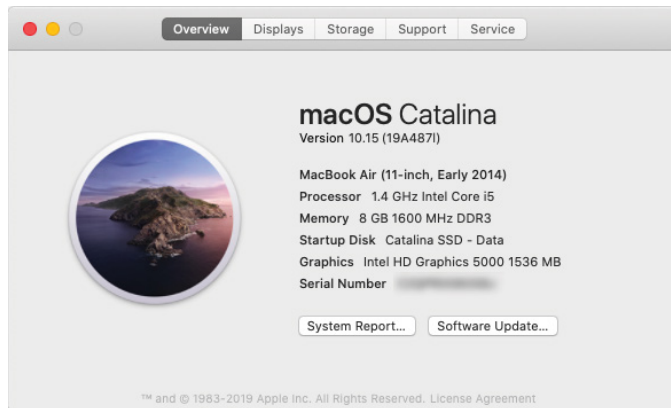 Overview Displays Storage Support Service
macOS Catalina
Version 10.15 (19A487l)
MacBook Air (11-inch, Early 2014)
Processor 1.4 GHz Intel Core i5
Memory 8 GB 1600 MHz DDR3
Startup Disk Catalina SSD - Data
Graphics Intel HD Graphics 5000 1536 MB
Serial Number
System Report... Software Update...
™ and © 1983-2019 Apple Inc. All Rights Reserved. License Agreement